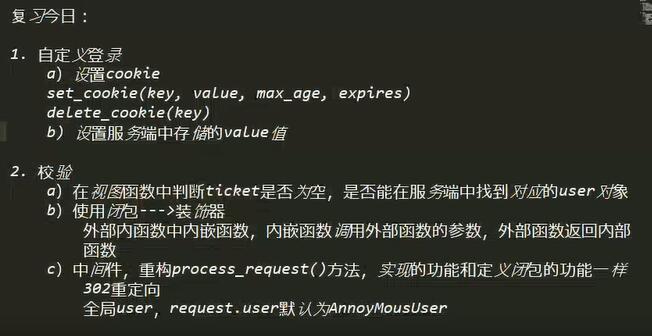 复习今日：
1. 自定义登录
a) 设置cookie
set_cookie(key, value, max_age, expires)
delete_cookie(key)
b) 设置服务端中存储的value值
2. 校验
a) 在视图函数中判断ticket是否为空，是否能在服务端中找到对应的user对象
b) 使用闭包--->装饰器
外部内函数中内嵌函数，内嵌函数调用外部函数的参数，外部函数返回内部
函数
c) 中间件，重构process_request()方法，实现的功能和定义闭包的功能一样
302重定向
全局user，request.user默认为AnnoyMousUser